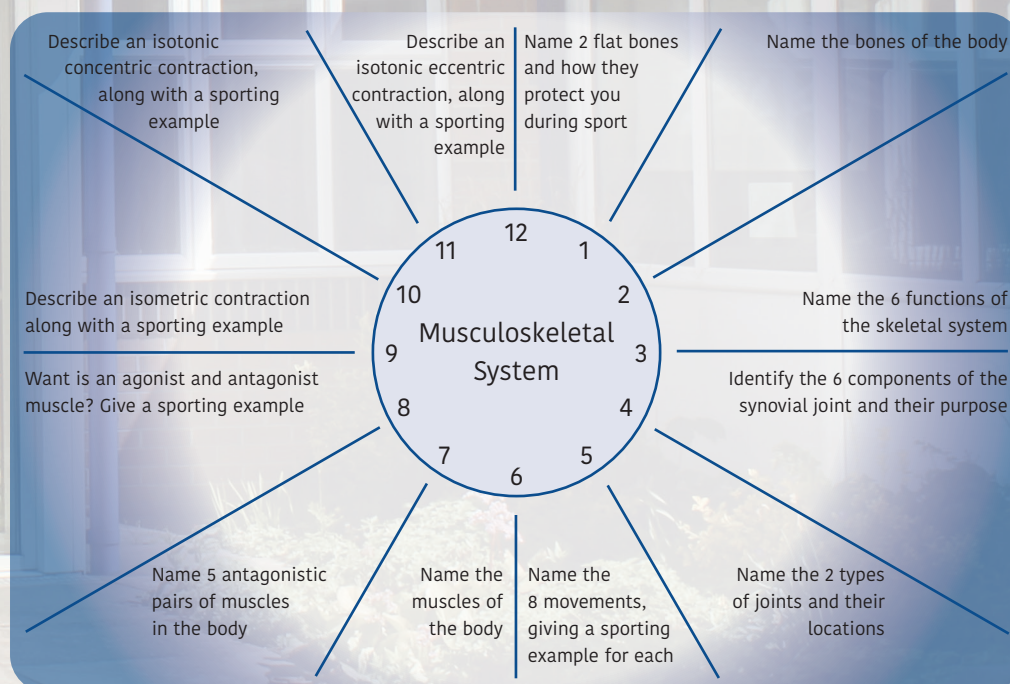 Describe an isotonic
concentric contraction,
along with a sporting
example
Describe an
isotonic eccentric
contraction, along
with a sporting
example
Name 2 flat bones
and how they
protect you
during sport
Name the bones of the body
Name the 6 functions of
the skeletal system
Identify the 6 components of the
synovial joint and their purpose
Name the 2 types
of joints and their
locations
Name the
8 movements,
giving a sporting
example for each
Name the
muscles of
the body
Name 5 antagonistic
pairs of muscles
in the body
Want is an agonist and antagonist
muscle? Give a sporting example
Describe an isometric contraction
along with a sporting example
12
1
2
3
4
5
6
7
8
9
10
11
Musculoskeletal
System